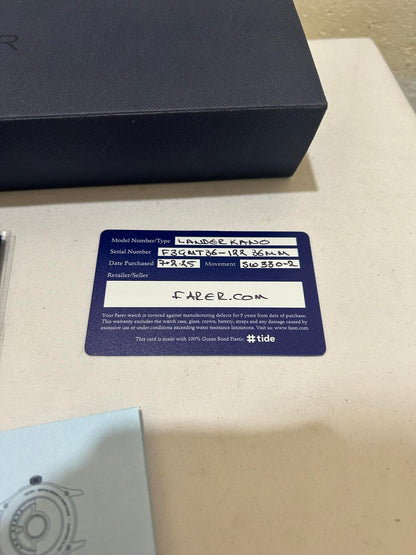 R
Model Number/Type LANDERKANO
Serial Number F3GMT36-122 36MM
Date Purchased 7-2-25 Movement SW330-2
Retailer/Seller
FARER.COM
Your Farer watch is covered against manufacturing defects for 5 years from date of purchase.
This warranty excludes the watch case, glass, crown, battery, straps and any damage caused by
excessive use or under conditions exceeding water resistance limitations. Visit us: www.farer.com
This card is made with 100% Ocean Bond Plastic #tide